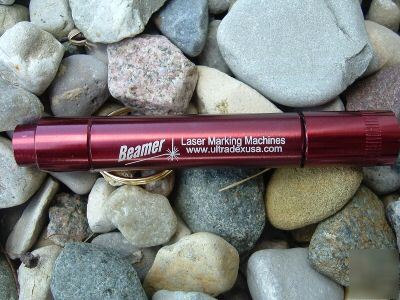 Beamer
Laser Marking Machines
www.ultradexusa.com